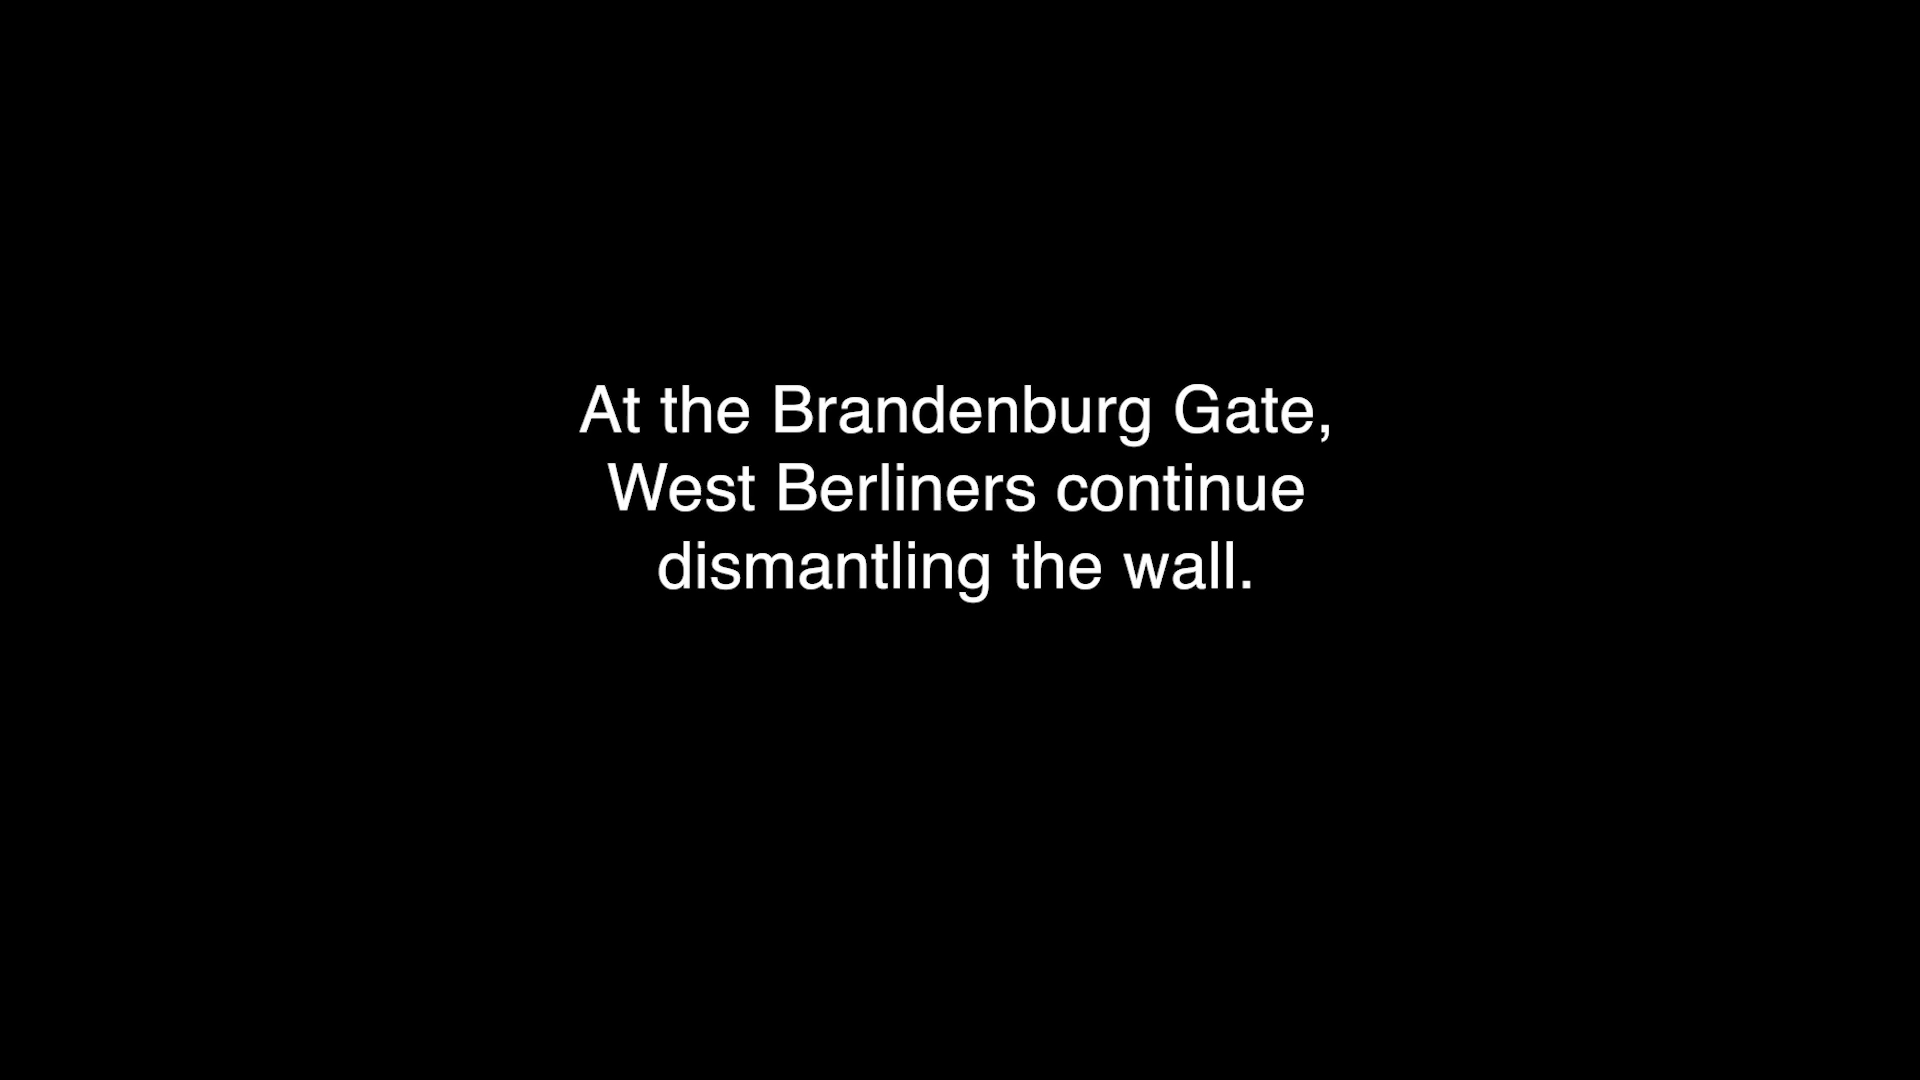 At the Brandenburg Gate,
West Berliners continue
dismantling the wall.